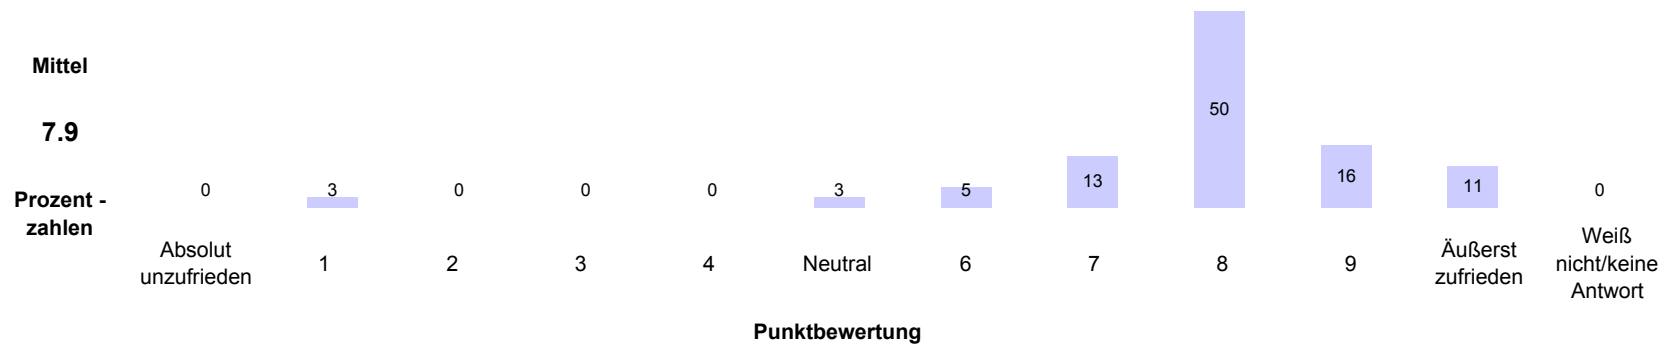 Mittel
7.9
Prozent -
zahlen
0
3
0
0
0
3
5
13
50
16
11
0
Absolut
unzufrieden
1
2
3
4
Neutral
6
7
8
9
Äußerst
zufrieden
Weiß
nicht/keine
Antwort
Punktbewertung